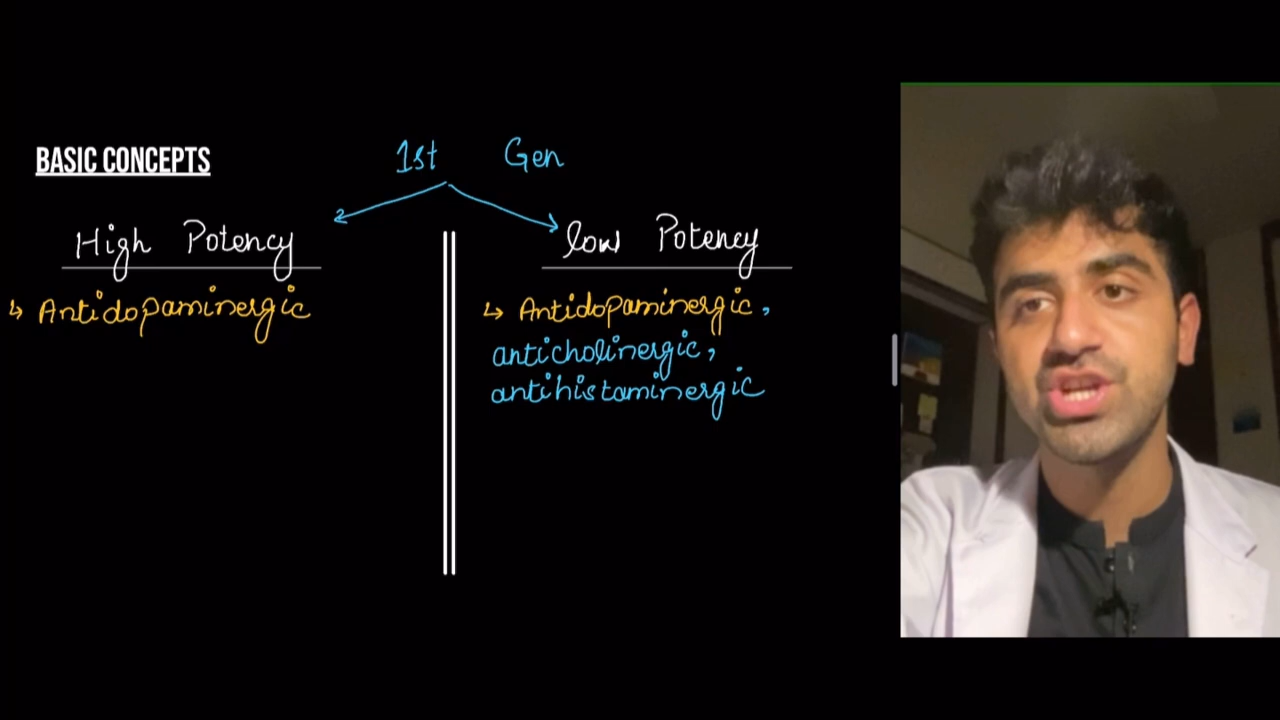 BASIC CONCEPTS
1st Gen
High Potency
↳ Antidopaminergic
low Potency
↳ Antidopaminergic,
anticholinergic,
antihistaminergic